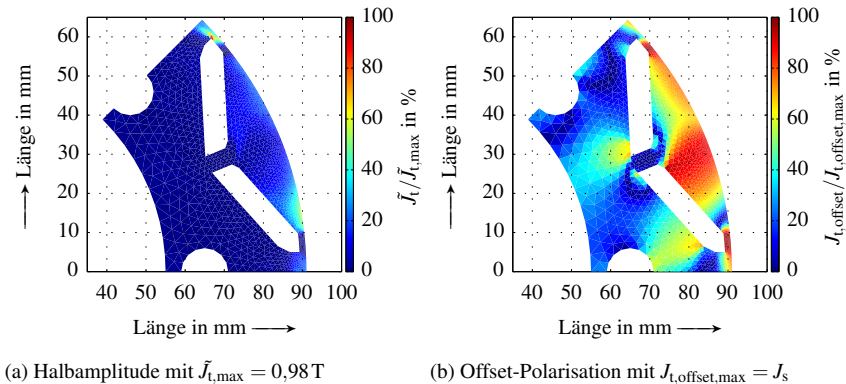 60
50
40
30
20
10
0
40 50 60 70 80 90 100
Länge in mm
Länge in mm
100
80
60
40
20
0
J̃t/J̃t,max in %
60
50
40
30
20
10
0
40 50 60 70 80 90 100
Länge in mm
Länge in mm
100
80
60
40
20
0
Jt,offset/Jt,offset,max in %
(a) Halbamplitude mit J̃t,max = 0,98 T
(b) Offset-Polarisation mit Jt,offset,max = Js